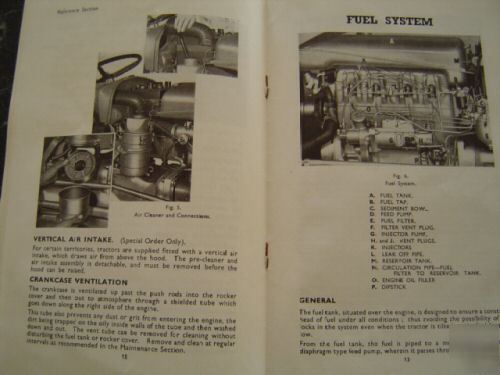 Reference Section
Fig. 5.
Air Cleaner and Connections.
VERTICAL AIR INTAKE. (Special Order Only).
For certain territories, tractors are supplied fitted with a vertical air
intake, which draws air from above the hood. The pre-cleaner and
air intake assembly is detachable, and must be removed before the
hood can be raised.
CRANKCASE VENTILATION
The crankcase is ventilated up past the push rods into the rocker
cover and then out to atmosphere through a shielded tube which
goes down along the right side of the engine.
This tube also prevents any dust or grit from entering the engine, the
dirt being trapped on the oily inside walls of the tube and then washed
down and out. The vent tube can be removed for cleaning without
disturbing the fuel tank or rocker cover. Remove and clean at regular
intervals as recommended in the Maintenance Section.
12
FUEL SYSTEM
Fig. 6.
Fuel System.
A. FUEL TANK.
B. FUEL TAP.
C. SEDIMENT BOWL.
D. FEED PUMP.
E. FUEL FILTER.
F. FILTER VENT PLUG.
G. INJECTOR PUMP.
H. and J. VENT PLUGS.
K. INJECTORS
L. LEAK OFF PIPE.
M. RESERVOIR TANK.
N. CIRCULATION PIPE—FUEL
FILTER TO RESERVOIR TANK.
O. ENGINE OIL FILLER
P. DIPSTICK
GENERAL
The fuel tank, situated over the engine, is designed to ensure a const
head of fuel under all conditions; thus avoiding the possibility of
locks in the system even when the tractor is tilted
low.
From the fuel tank, the fuel is piped to a
diaphragm type feed pump, wherein it passes through
13